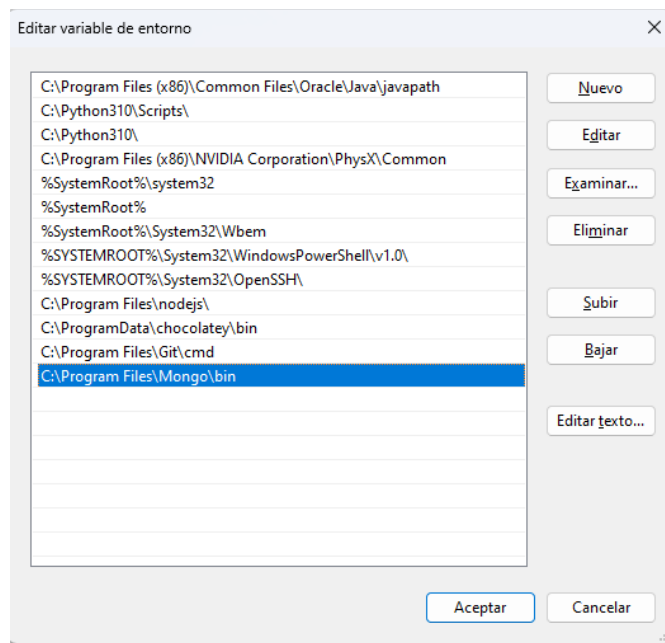 Editar variable de entorno
C:\Program Files (x86)\Common Files\Oracle\Java\javapath
C:\Python310\Scripts\
C:\Python310\
C:\Program Files (x86)\NVIDIA Corporation\PhysX\Common
%SystemRoot%\system32
%SystemRoot%
%SystemRoot%\System32\Wbem
%SYSTEMROOT%\System32\WindowsPowerShell\v1.0\
%SYSTEMROOT%\System32\OpenSSH\
C:\Program Files\nodejs\
C:\ProgramData\chocolatey\bin
C:\Program Files\Git\cmd
C:\Program Files\Mongo\bin
Nuevo
Editar
Examinar...
Eliminar
Subir
Bajar
Editar texto...
Aceptar
Cancelar